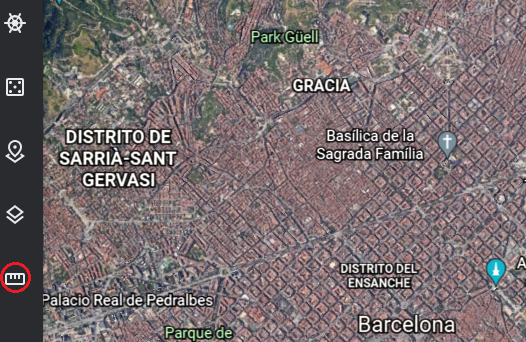 Park Güell
GRACIA
DISTRITO DE
SARRIÀ-SANT
GERVASI
Basílica de la
Sagrada Família
A
DISTRITO DEL
ENSANCHE
Palacio Real de Pedralbes
Barcelona
Parque de